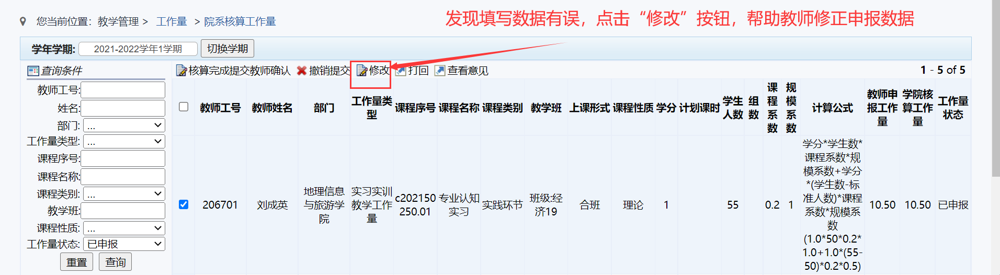 发现填写数据有误，点击“修改”按钮，帮助教师修正申报数据
您当前位置：教学管理 > 工作量 > 院系核算工作量
学年学期: 2021-2022学年1学期 切换学期
查询条件
教师工号:
姓名:
部门: ...
工作量类型: ...
课程序号:
课程名称:
课程类别: ...
教学班:
课程性质: ...
工作量状态: 已申报
重置 查询
核算完成提交教师确认 撤销提交 修改 打回 查看意见 1 - 5 of 5
教师工号 教师姓名 部门 工作量类型 课程序号 课程名称 课程类别 教学班 上课形式 课程性质 学分 计划课时 学生人数 组数 课程系数 规模系数 计算公式 教师申报工作量 学院核算工作量 工作量状态
206701 刘成英 地理信息与旅游学院 实习实训教学工作量 c202150250.01 专业认知实习 实践环节 班级:经济19 合班 理论 1 55 0.2 1
学分*学生数*
课程系数*规
模系数+学分
*(学生数-标
准人数)*课程
系数*规模系
数
(1.0*50*0.2*
1.0+1.0*(55-
50)*0.2*0.5)
10.50 10.50 已申报